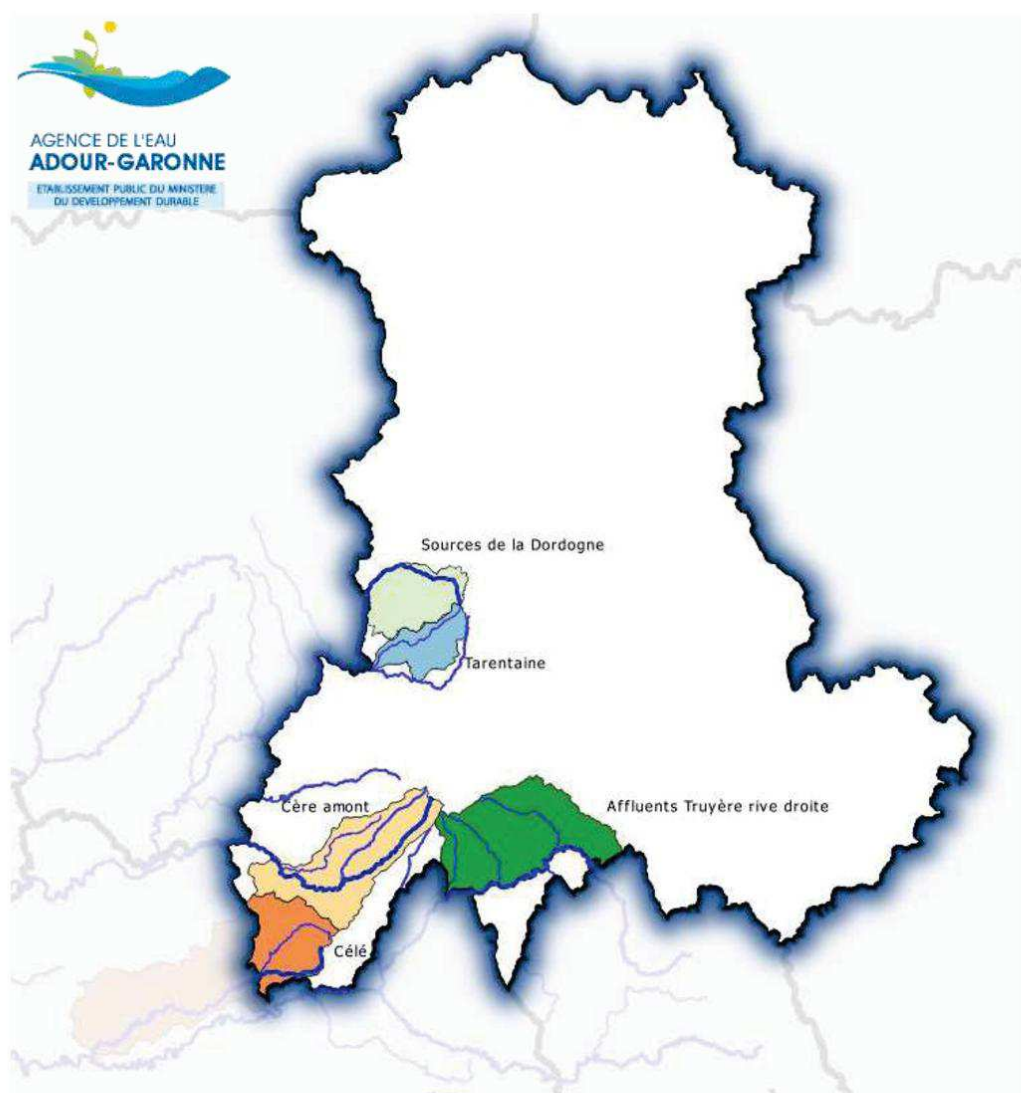 AGENCE DE L'EAU
ADOUR-GARONNE
ETABLISSEMENT PUBLIC DU MINISTERE
DU DEVELOPPEMENT DURABLE
Sources de la Dordogne
Tarentaine
Cère amont
Affluents Truyère rive droite
Célé